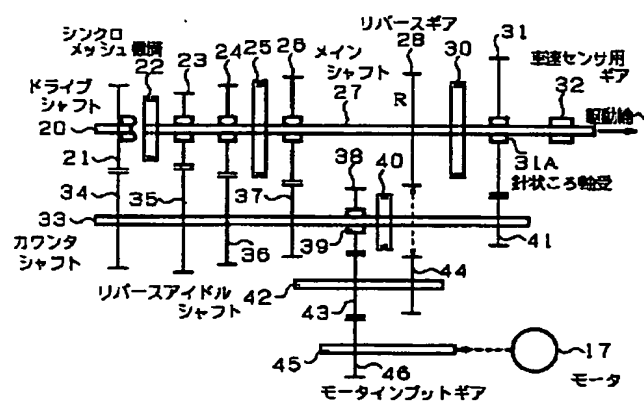 リバースギア
シンクロ
メッシュ機構
24 25 26
メイン
シャフト
28 30 31
車速センサ用
ギア
22 23
27
32
ドライブ
シャフト
R
駆動輪へ
20
21
38 40
31A
針状ころ軸受
34 35 37
33
39
36
41
カウンタ
シャフト
44
リバースアイドル
シャフト
42
43
45
17
46
モータ
モータインプットギア